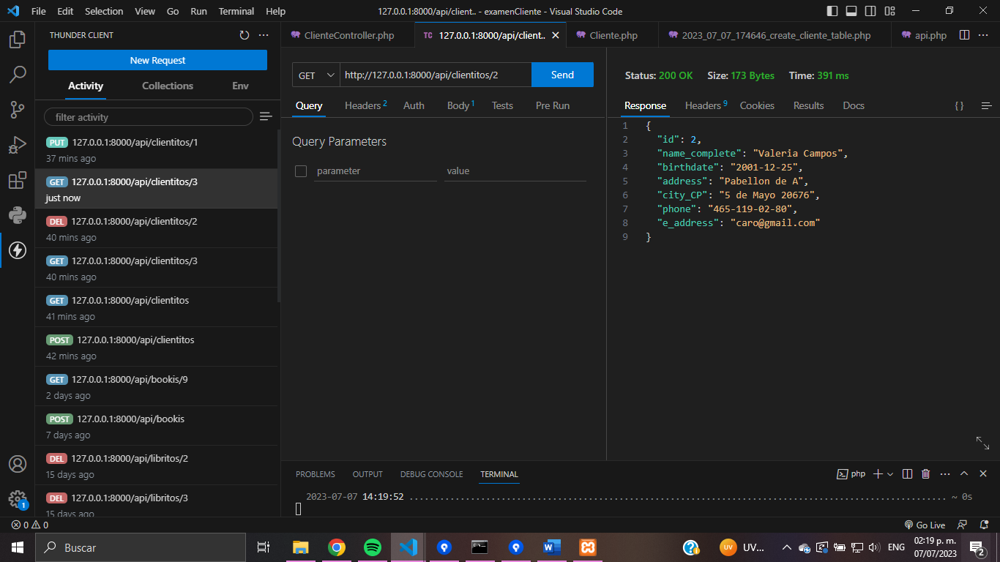 File Edit Selection View Go Run Terminal Help
127.0.0.1:8000/api/client.. - examenCliente - Visual Studio Code
THUNDER CLIENT
New Request
Activity Collections Env
filter activity
PUT 127.0.0.1:8000/api/clientitos/1
37 mins ago
GET 127.0.0.1:8000/api/clientitos/3
just now
DEL 127.0.0.1:8000/api/clientitos/2
40 mins ago
GET 127.0.0.1:8000/api/clientitos/3
40 mins ago
GET 127.0.0.1:8000/api/clientitos
41 mins ago
POST 127.0.0.1:8000/api/clientitos
42 mins ago
GET 127.0.0.1:8000/api/bookis/9
2 days ago
POST 127.0.0.1:8000/api/bookis
7 days ago
DEL 127.0.0.1:8000/api/libritos/2
15 days ago
DEL 127.0.0.1:8000/api/libritos/3
15 days ago
1
ClienteController.php
TC 127.0.0.1:8000/api/client..
Cliente.php
2023_07_07_174646_create_cliente_table.php
api.php
GET http://127.0.0.1:8000/api/clientitos/2 Send
Query Headers 2 Auth Body 1 Tests Pre Run
Query Parameters
parameter value
Status: 200 OK Size: 173 Bytes Time: 391 ms
Response Headers 9 Cookies Results Docs { }
1 {
2 "id": 2,
3 "name_complete": "Valeria Campos",
4 "birthdate": "2001-12-25",
5 "address": "Pabellon de A",
6 "city_CP": "5 de Mayo 20676",
7 "phone": "465-119-02-80",
8 "e_address": "caro@gmail.com"
9 }
PROBLEMS OUTPUT DEBUG CONSOLE TERMINAL
php
2023-07-07 14:19:52 ........................................................................................................ ~ 0s
0 0
Go Live
Buscar
UV UV...
ENG
02:19 p. m.
07/07/2023
2